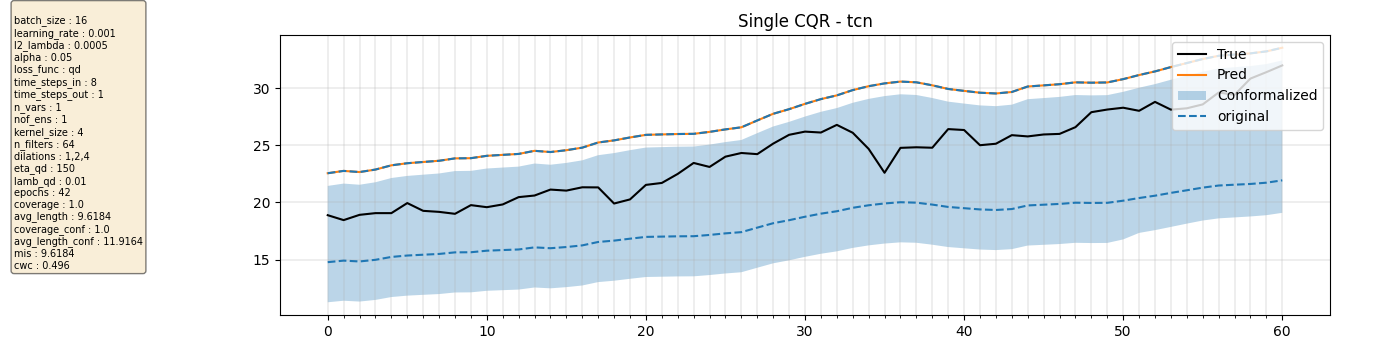 batch_size : 16
learning_rate : 0.001
l2_lambda : 0.0005
alpha : 0.05
loss_func : qd
time_steps_in : 8
time_steps_out : 1
n_vars : 1
nof_ens : 1
kernel_size : 4
n_filters : 64
dilations : 1,2,4
eta_qd : 150
lamb_qd : 0.01
epochs : 42
coverage : 1.0
avg_length : 9.6184
coverage_conf : 1.0
avg_length_conf : 11.9164
mis : 9.6184
cwc : 0.496
Single CQR - tcn
True
Pred
Conformalized
original
30
25
20
15
0 10 20 30 40 50 60